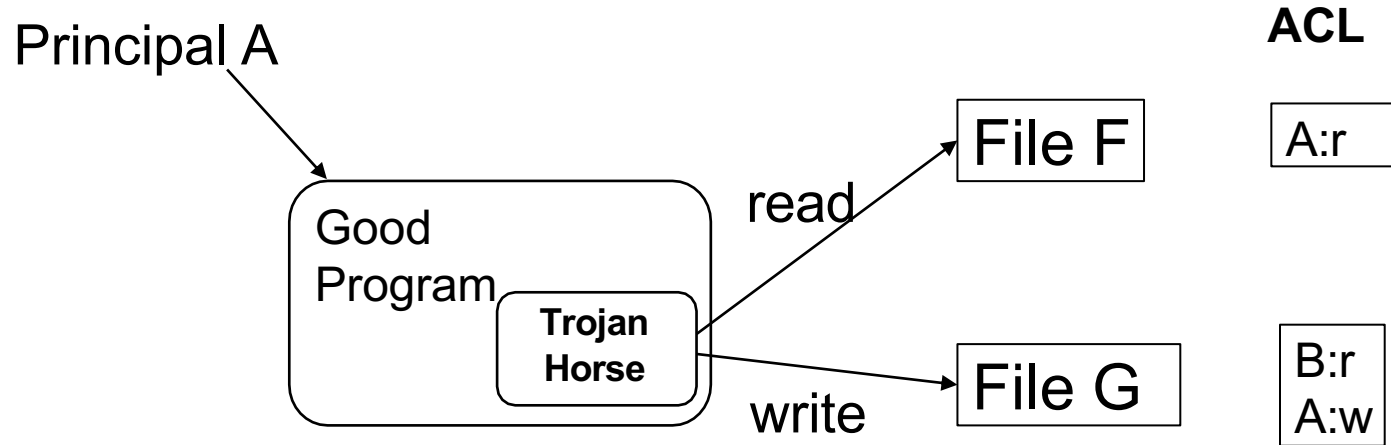 Principal A
ACL
File F
A:r
read
Good
Program
Trojan
Horse
File G
B:r
A:w
write